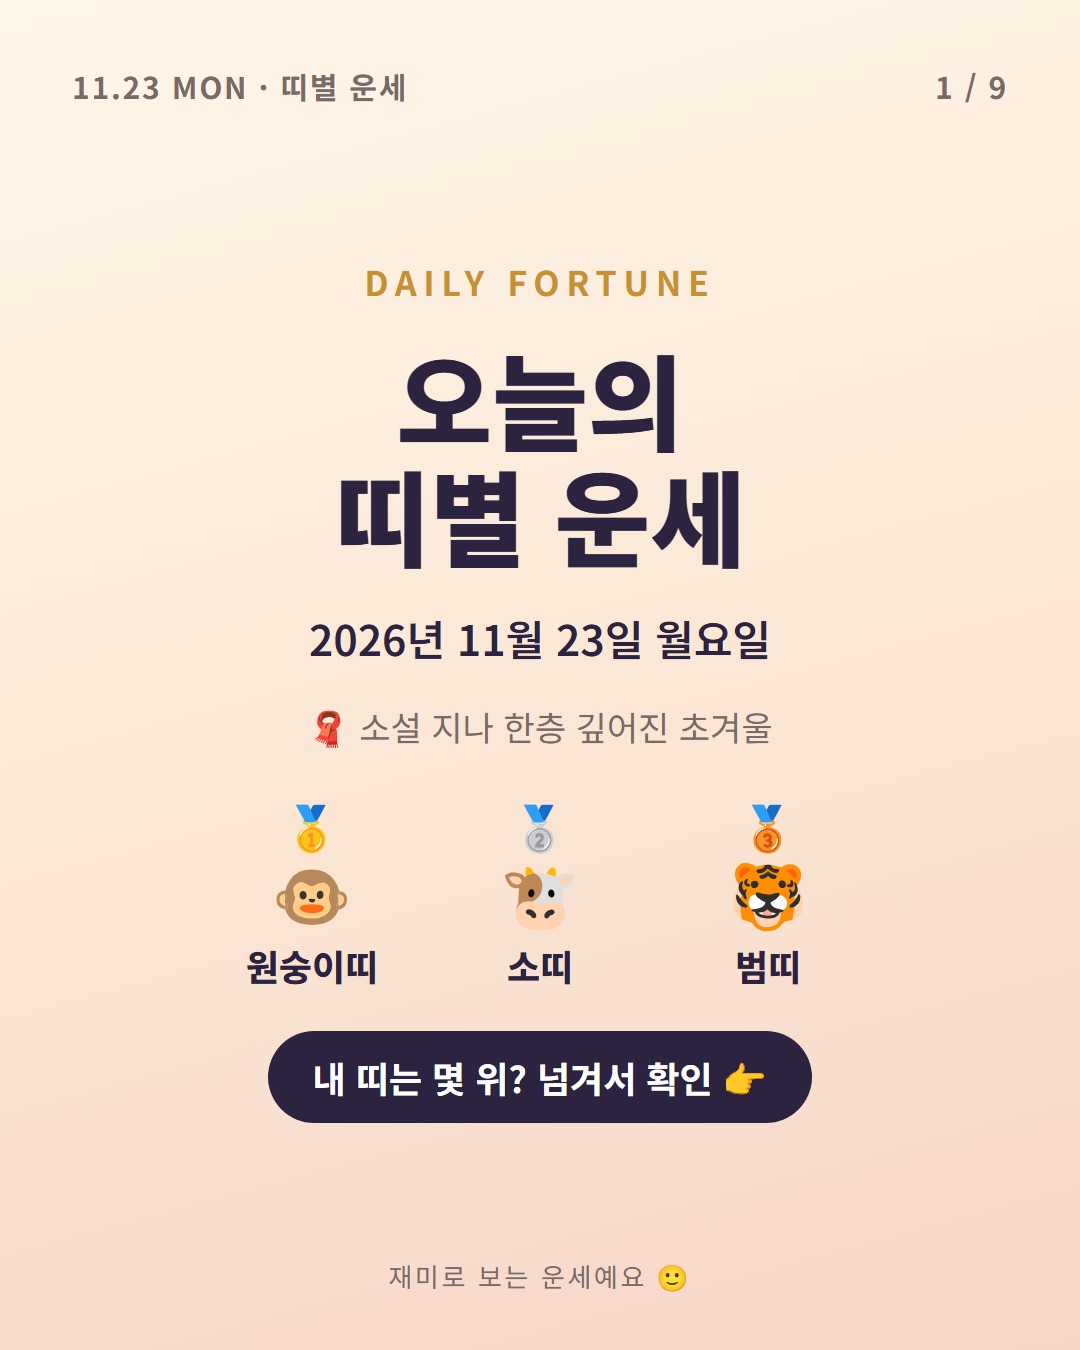 11.23 MON · 띠별 운세
1 / 9
DAILY FORTUNE
오늘의
띠별 운세
2026년 11월 23일 월요일
🧣 소설 지나 한층 깊어진 초겨울
🥇 🥈 🥉
🐵 🐮 🐯
원숭이띠 소띠 범띠
내 띠는 몇 위? 넘겨서 확인 👉
재미로 보는 운세예요 🙂